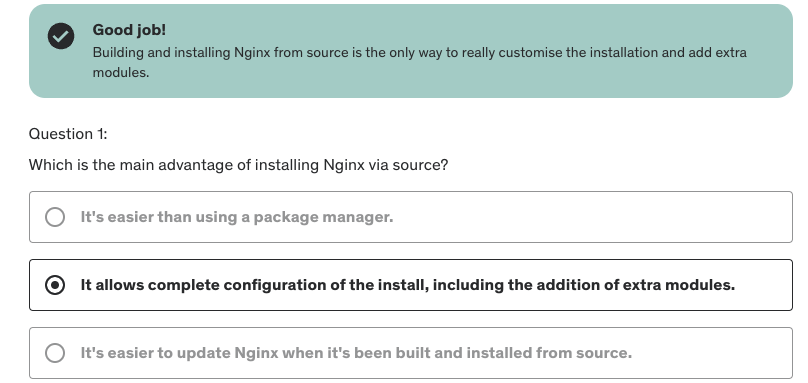 Good job!
Building and installing Nginx from source is the only way to really customise the installation and add extra
modules.
Question 1:
Which is the main advantage of installing Nginx via source?
It's easier than using a package manager.
It allows complete configuration of the install, including the addition of extra modules.
It's easier to update Nginx when it's been built and installed from source.